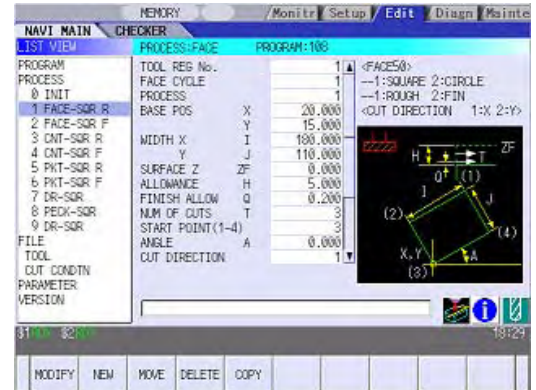 MEMORY
Monitr Setup Edit Diagn Mainte
NAVI MAIN CHECKER
LIST VIEW PROCESS:FACE PROGRAM:108
PROGRAM
PROCESS
0 INIT
1 FACE-SQR R
2 FACE-SQR F
3 CNT-SQR R
4 CNT-SQR F
5 PKT-SQR R
6 PKT-SQR F
7 DR-SQR
8 PECK-SQR
9 DR-SQR
FILE
TOOL
CUT CONDTN
PARAMETER
VERSION
TOOL REG No. 1
FACE CYCLE 1
PROCESS 1
BASE POS X 20.000
Y 15.000
WIDTH X I 180.000
Y J 110.000
SURFACE Z ZF 0.000
ALLOWANCE H 5.000
FINISH ALLOW Q 0.200
NUM OF CUTS T 3
START POINT(1-4) 3
ANGLE A 0.000
CUT DIRECTION 1
<FACE50>
--1:SQUARE 2:CIRCLE
--1:ROUGH 2:FIN
<CUT DIRECTION 1:X 2:Y>
H T ZF
Q (1)
I J
(2) (4)
X,Y A
(3)
18:29
MODIFY NEW MOVE DELETE COPY